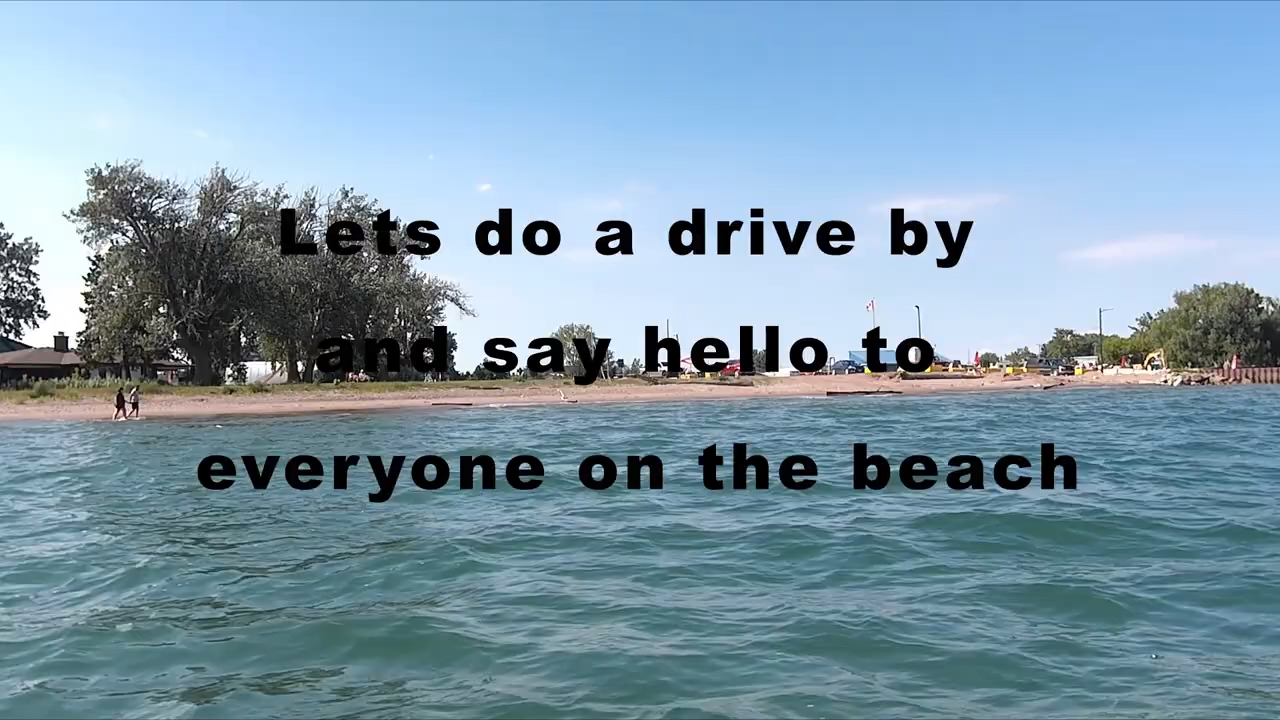 Lets do a drive by
and say hello to
everyone on the beach